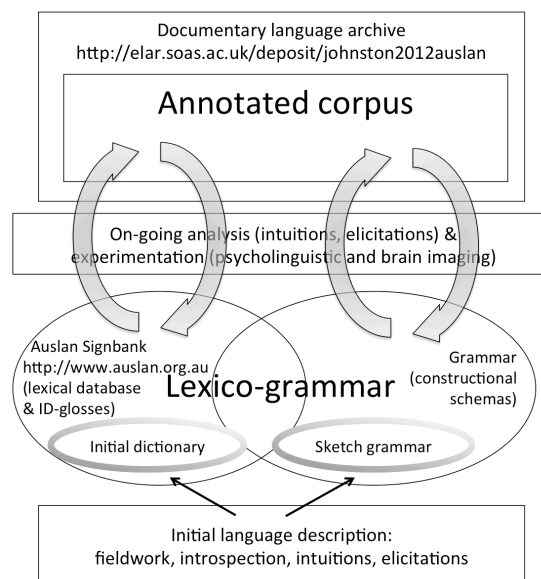 Documentary language archive
http://elar.soas.ac.uk/deposit/johnston2012auslan
Annotated corpus
On-going analysis (intuitions, elicitations) &
experimentation (psycholinguistic and brain imaging)
Auslan Signbank
http://www.auslan.org.au
(lexical database
& ID-glosses)
Lexico-grammar
Grammar
(constructional
schemas)
Initial dictionary
Sketch grammar
Initial language description:
fieldwork, introspection, intuitions, elicitations